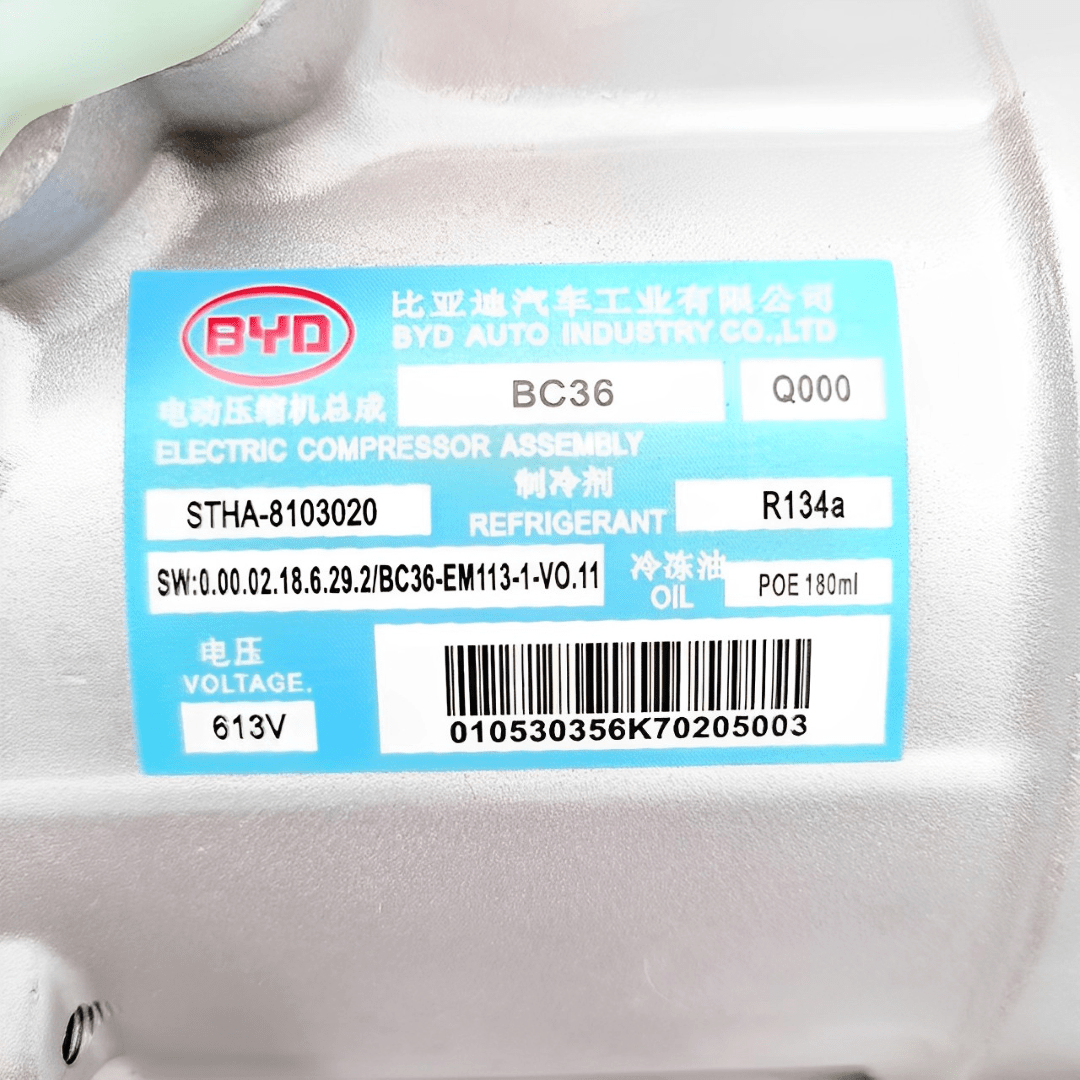 BYD
比亚迪汽车工业有限公司
BYD AUTO INDUSTRY CO.,LTD
电动压缩机总成
BC36
Q000
ELECTRIC COMPRESSOR ASSEMBLY
STHA-8103020
制冷剂
REFRIGERANT
R134a
SW:0.00.02.18.6.29.2/BC36-EM113-1-VO.11
冷冻油
OIL
POE 180ml
电压
VOLTAGE.
613V
010530356K70205003